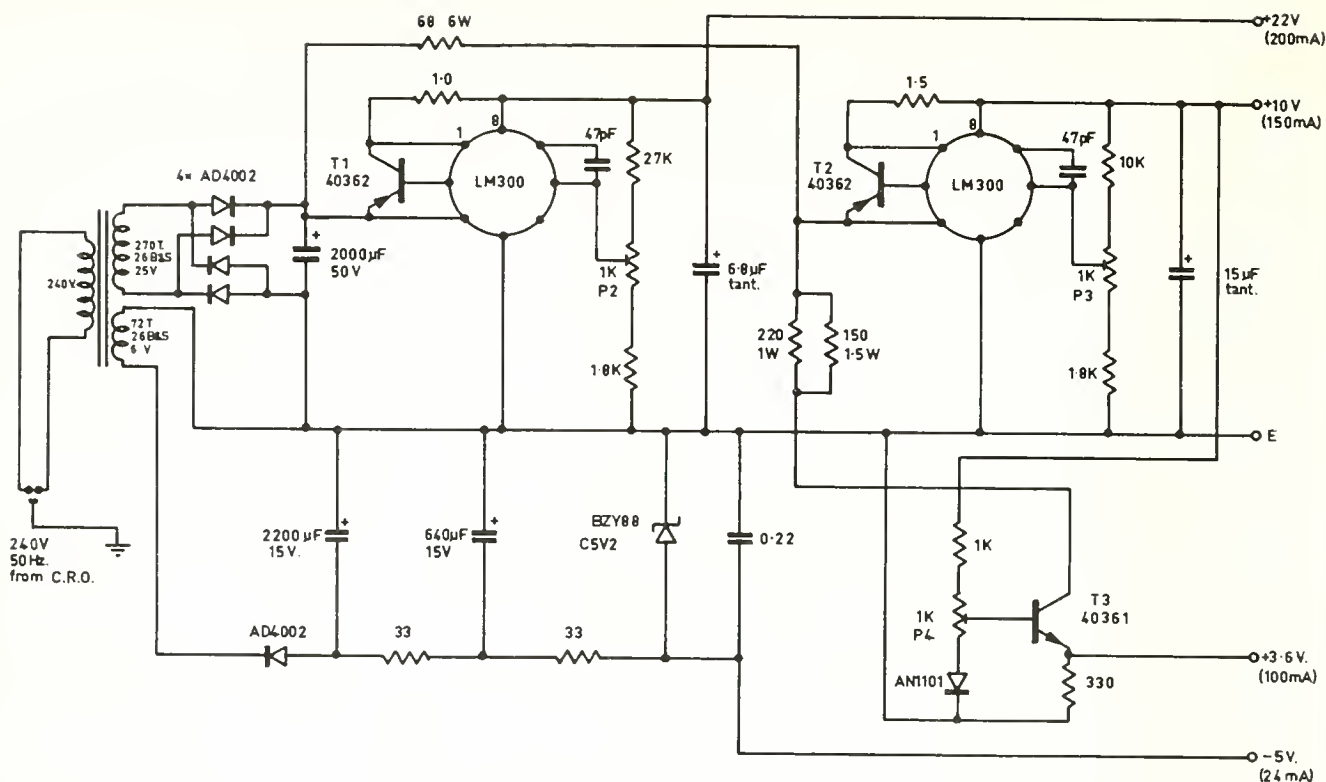 68 6W
+22V
(200mA)
1·0
1·5
+10V
(150mA)
1
8
47pF
27K
T1
40362
LM300
1
8
47pF
10K
T2
40362
LM300
4x AD4002
270T.
26B&S
25V
240V.
+
2000µF
50V
1K
P2
+
6·8µF
tant.
1K
P3
+
15µF
tant.
72T
26B&S
6 V
220
1W
150
1·5W
1·8K
1·8K
E
+
2200µF
15V.
+
640µF
15V
BZY88
C5V2
0·22
240V
50Hz.
from C.R.O.
1K
1K
P4
T3
40361
AD4002
33
33
+3·6V.
(100mA)
AN1101
330
-5V.
(24mA)